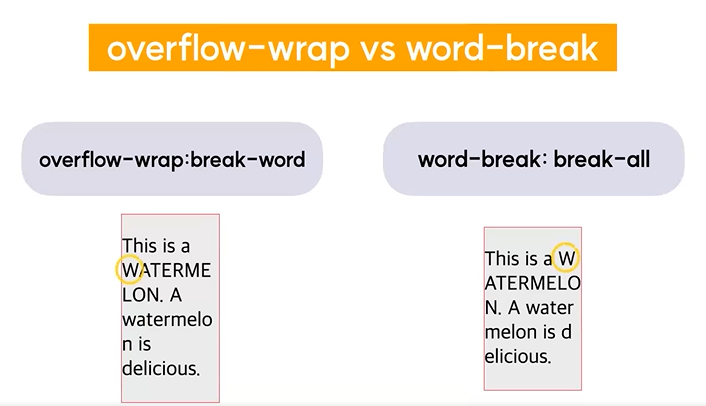 overflow-wrap vs word-break
overflow-wrap:break-word
word-break: break-all
This is a
WATERME
LON. A
watermelo
n is
delicious.
This is a W
ATERMELO
N. A water
melon is d
elicious.